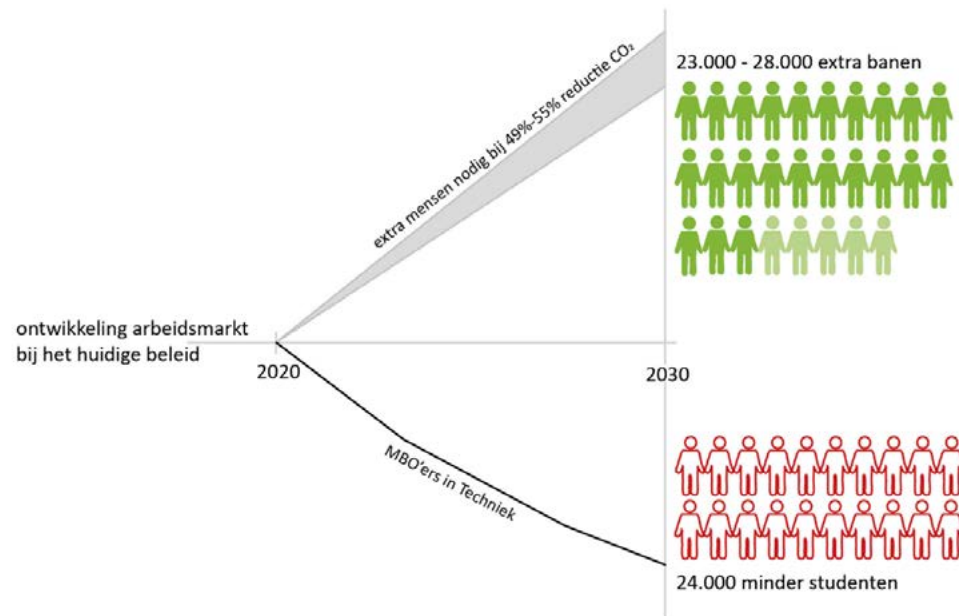 23.000 - 28.000 extra banen
extra mensen nodig bij 49%-55% reductie CO₂
ontwikkeling arbeidsmarkt
bij het huidige beleid
2020
2030
MBO'ers in Techniek
24.000 minder studenten